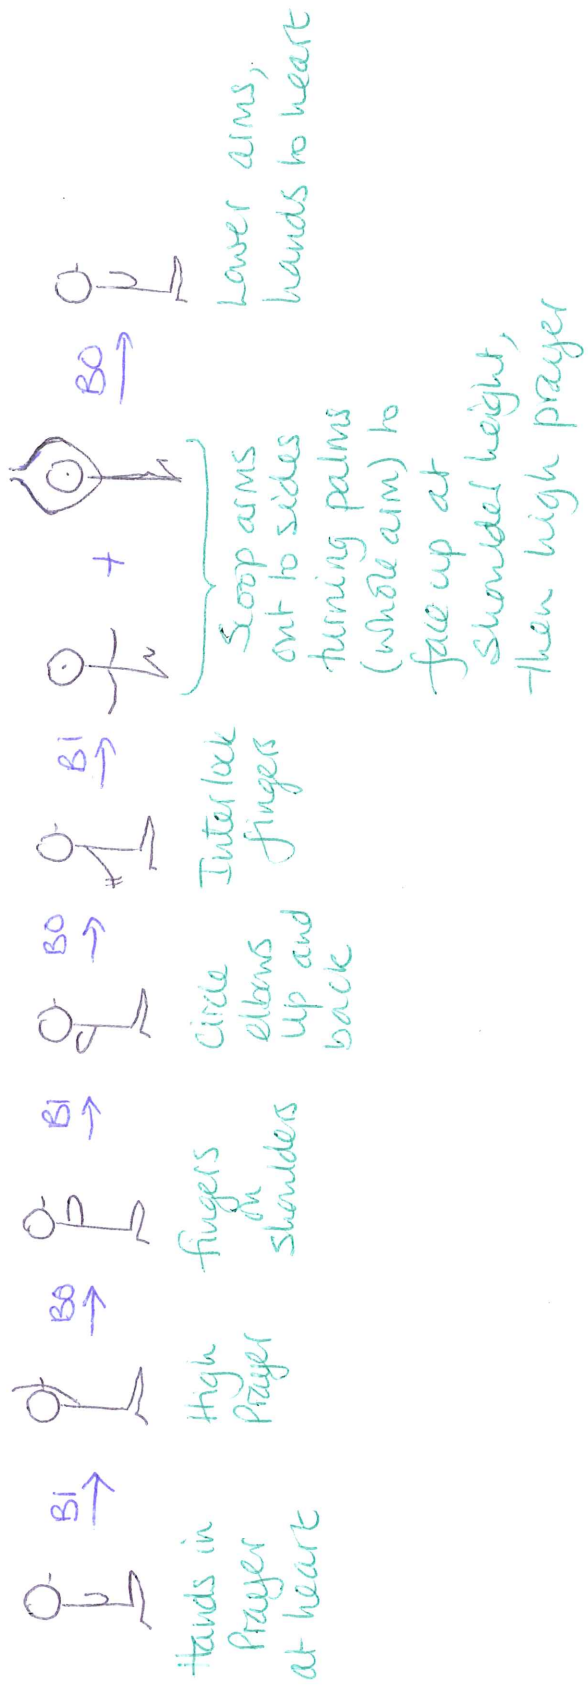 Hands in
Prayer
at heart
BI
High
Prayer
BO
fingers
on
shoulders
BI
Circle
elbows
up and
back
BO
Interlock
fingers
BI
+
Scoop arms
out to sides
turning palms
(whole arm) to
face up at
shoulder height,
then high prayer
BO
Lower arms,
hands to heart